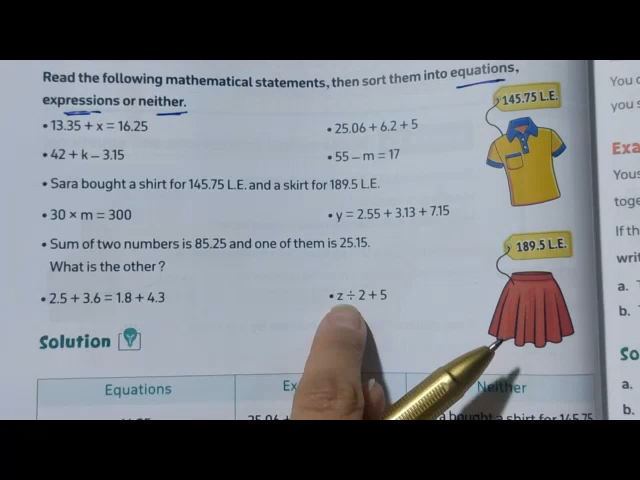 Read the following mathematical statements, then sort them into equations,
expressions or neither.
145.75 L.E.
• 13.35 + x = 16.25
• 25.06 + 6.2 + 5
• 42 + k – 3.15
• 55 – m = 17
• Sara bought a shirt for 145.75 L.E. and a skirt for 189.5 L.E.
• 30 × m = 300
• y = 2.55 + 3.13 + 7.15
• Sum of two numbers is 85.25 and one of them is 25.15.
What is the other ?
189.5 L.E.
• 2.5 + 3.6 = 1.8 + 4.3
• z ÷ 2 + 5
Solution
Equations
Neither
25.06 +
bought a shirt for 145.75
You
you
Exa
You
toge
If th
wri
a.
b.
So
a.
b.